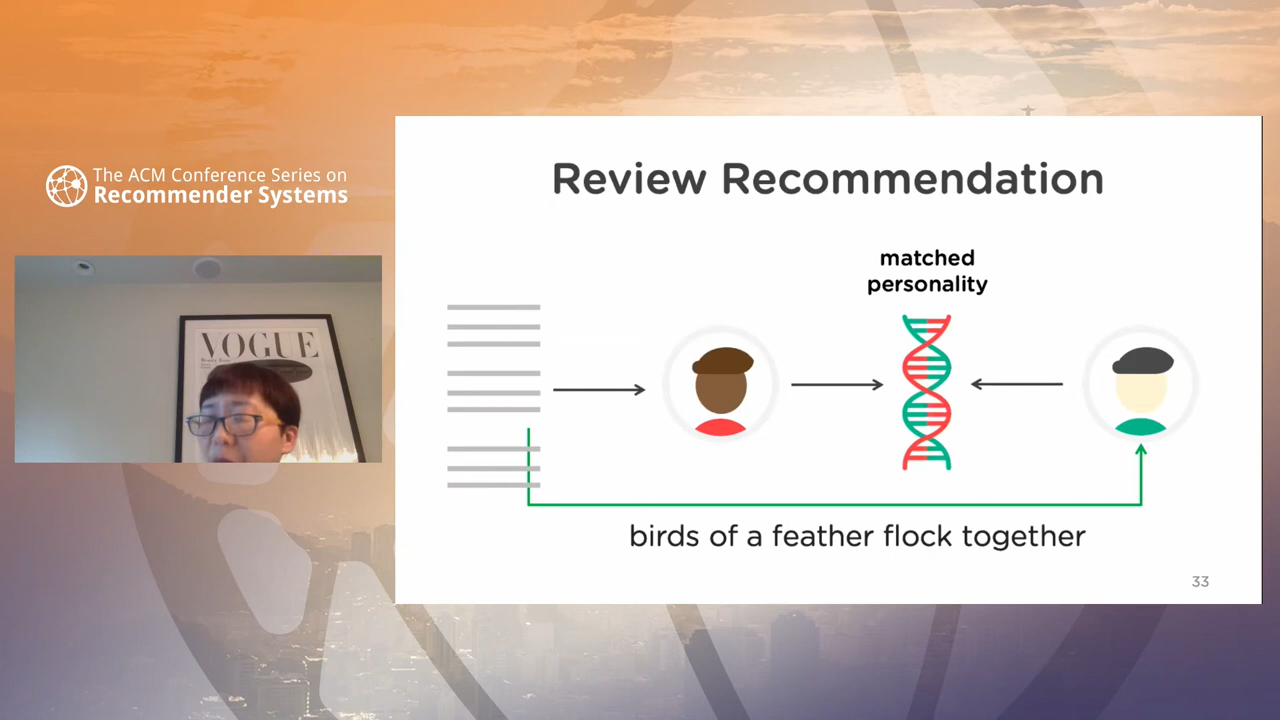 The ACM Conference Series on
Recommender Systems
VOGUE
Review Recommendation
matched
personality
birds of a feather flock together
33